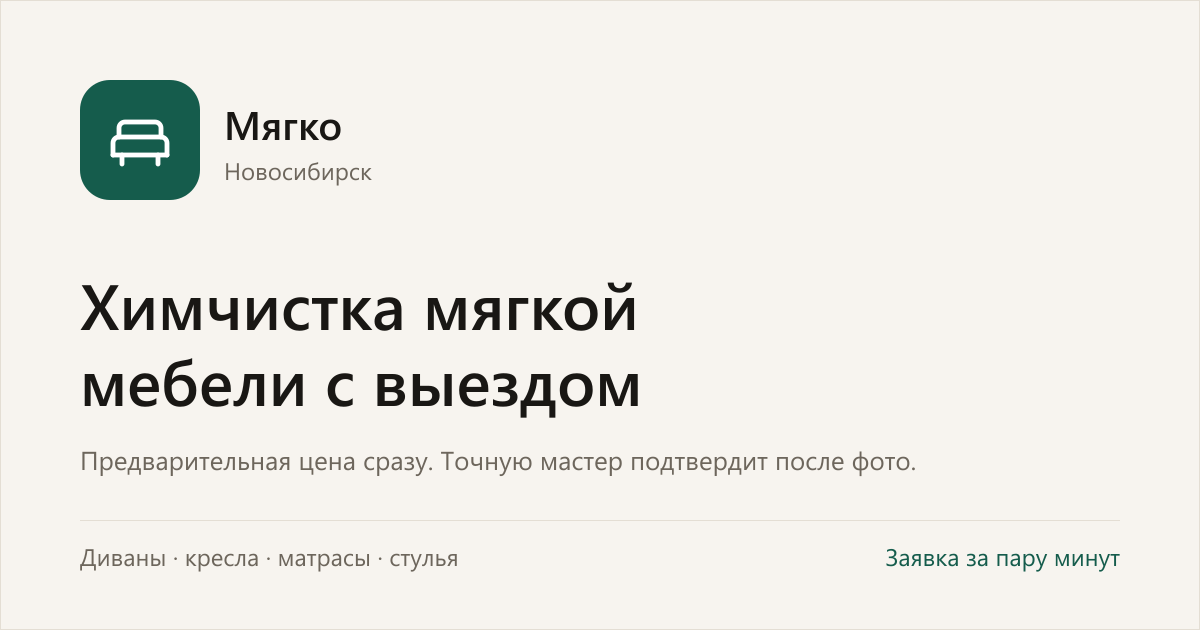 Мягко
Новосибирск
Химчистка мягкой
мебели с выездом
Предварительная цена сразу. Точную мастер подтвердит после фото.
Диваны · кресла · матрасы · стулья
Заявка за пару минут